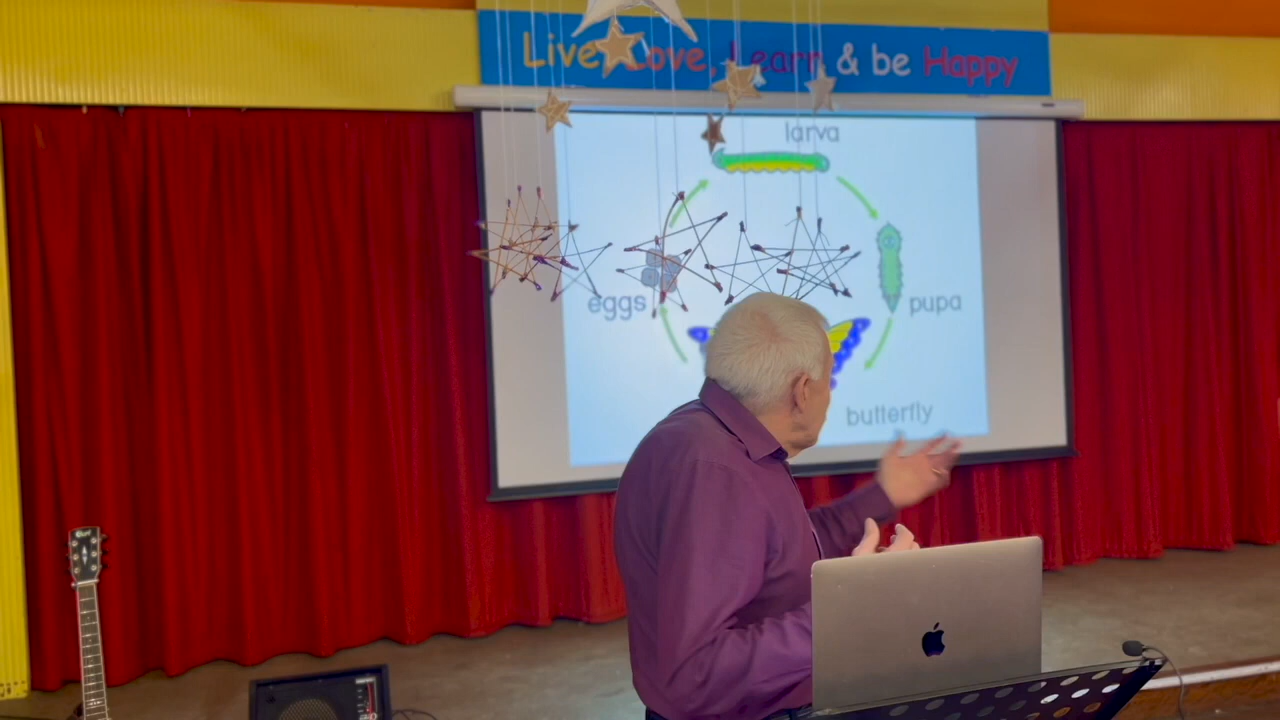 Live, Love, Learn & be Happy
larva
eggs
pupa
butterfly